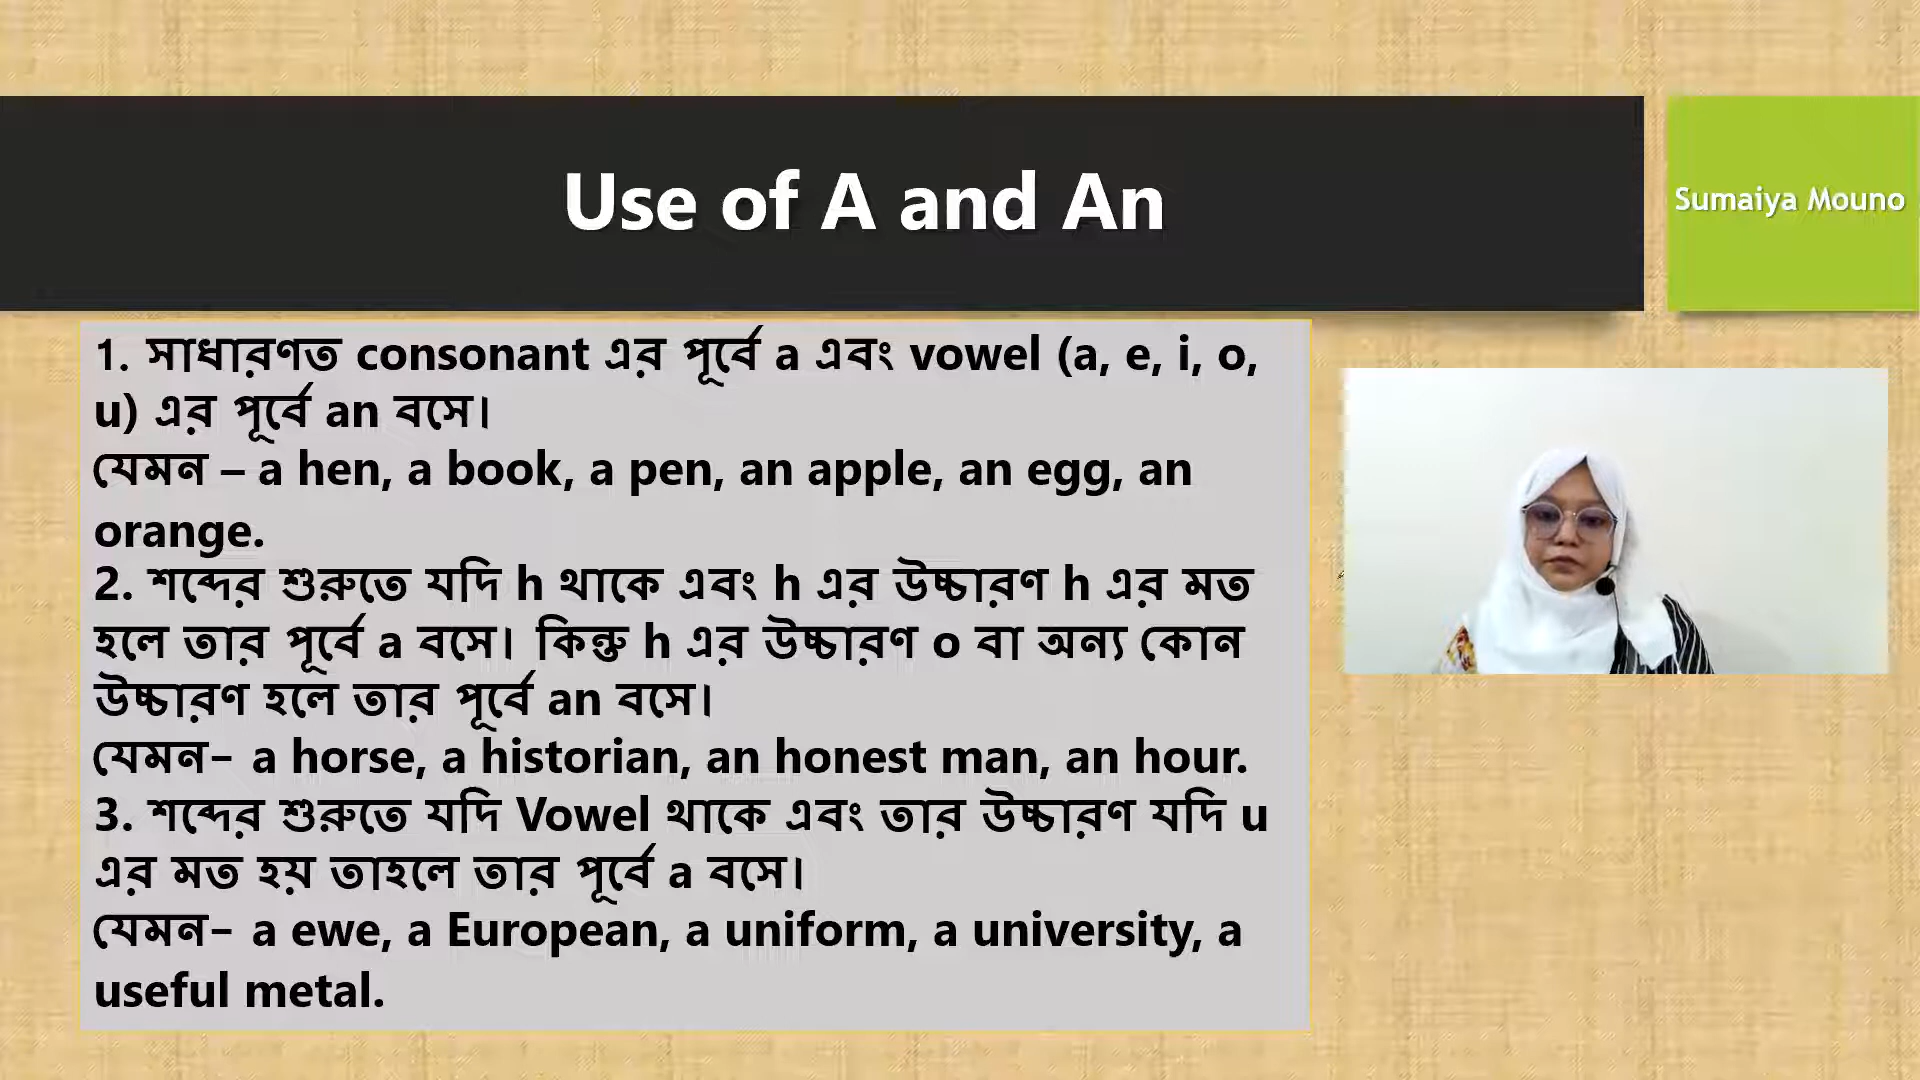 Use of A and An
Sumaiya Mouno
1. সাধারণত consonant এর পূর্বে a এবং vowel (a, e, i, o,
u) এর পূর্বে an বসে।
যেমন – a hen, a book, a pen, an apple, an egg, an
orange.
2. শব্দের শুরুতে যদি h থাকে এবং h এর উচ্চারণ h এর মত
হলে তার পূর্বে a বসে। কিন্তু h এর উচ্চারণ o বা অন্য কোন
উচ্চারণ হলে তার পূর্বে an বসে।
যেমন– a horse, a historian, an honest man, an hour.
3. শব্দের শুরুতে যদি Vowel থাকে এবং তার উচ্চারণ যদি u
এর মত হয় তাহলে তার পূর্বে a বসে।
যেমন– a ewe, a European, a uniform, a university, a
useful metal.